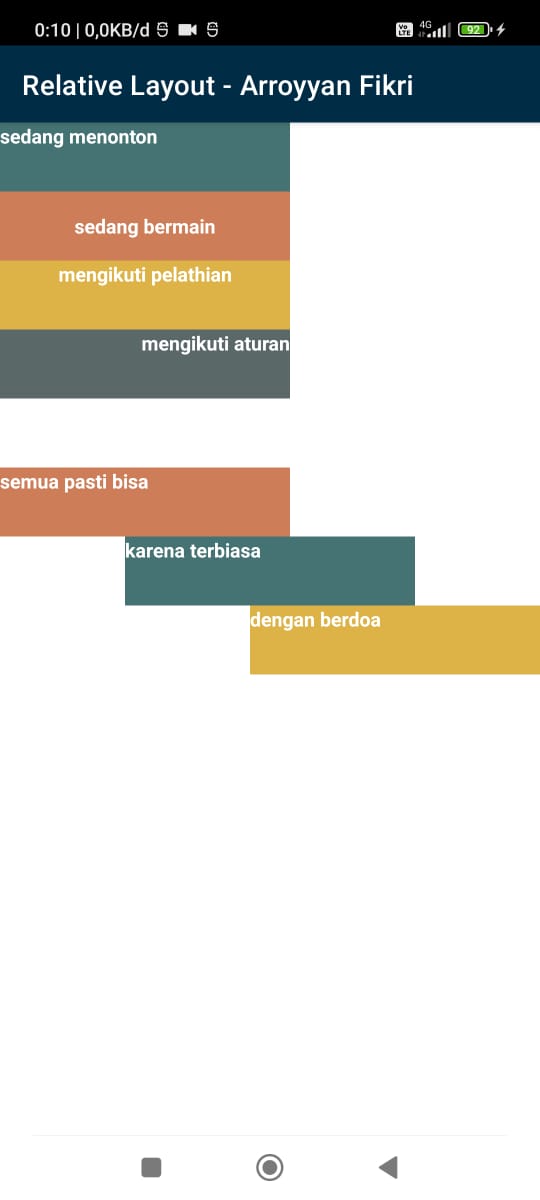 0:10 | 0,0KB/d
Vo LTE 4G 92
Relative Layout - Arroyyan Fikri
sedang menonton
sedang bermain
mengikuti pelathian
mengikuti aturan
semua pasti bisa
karena terbiasa
dengan berdoa